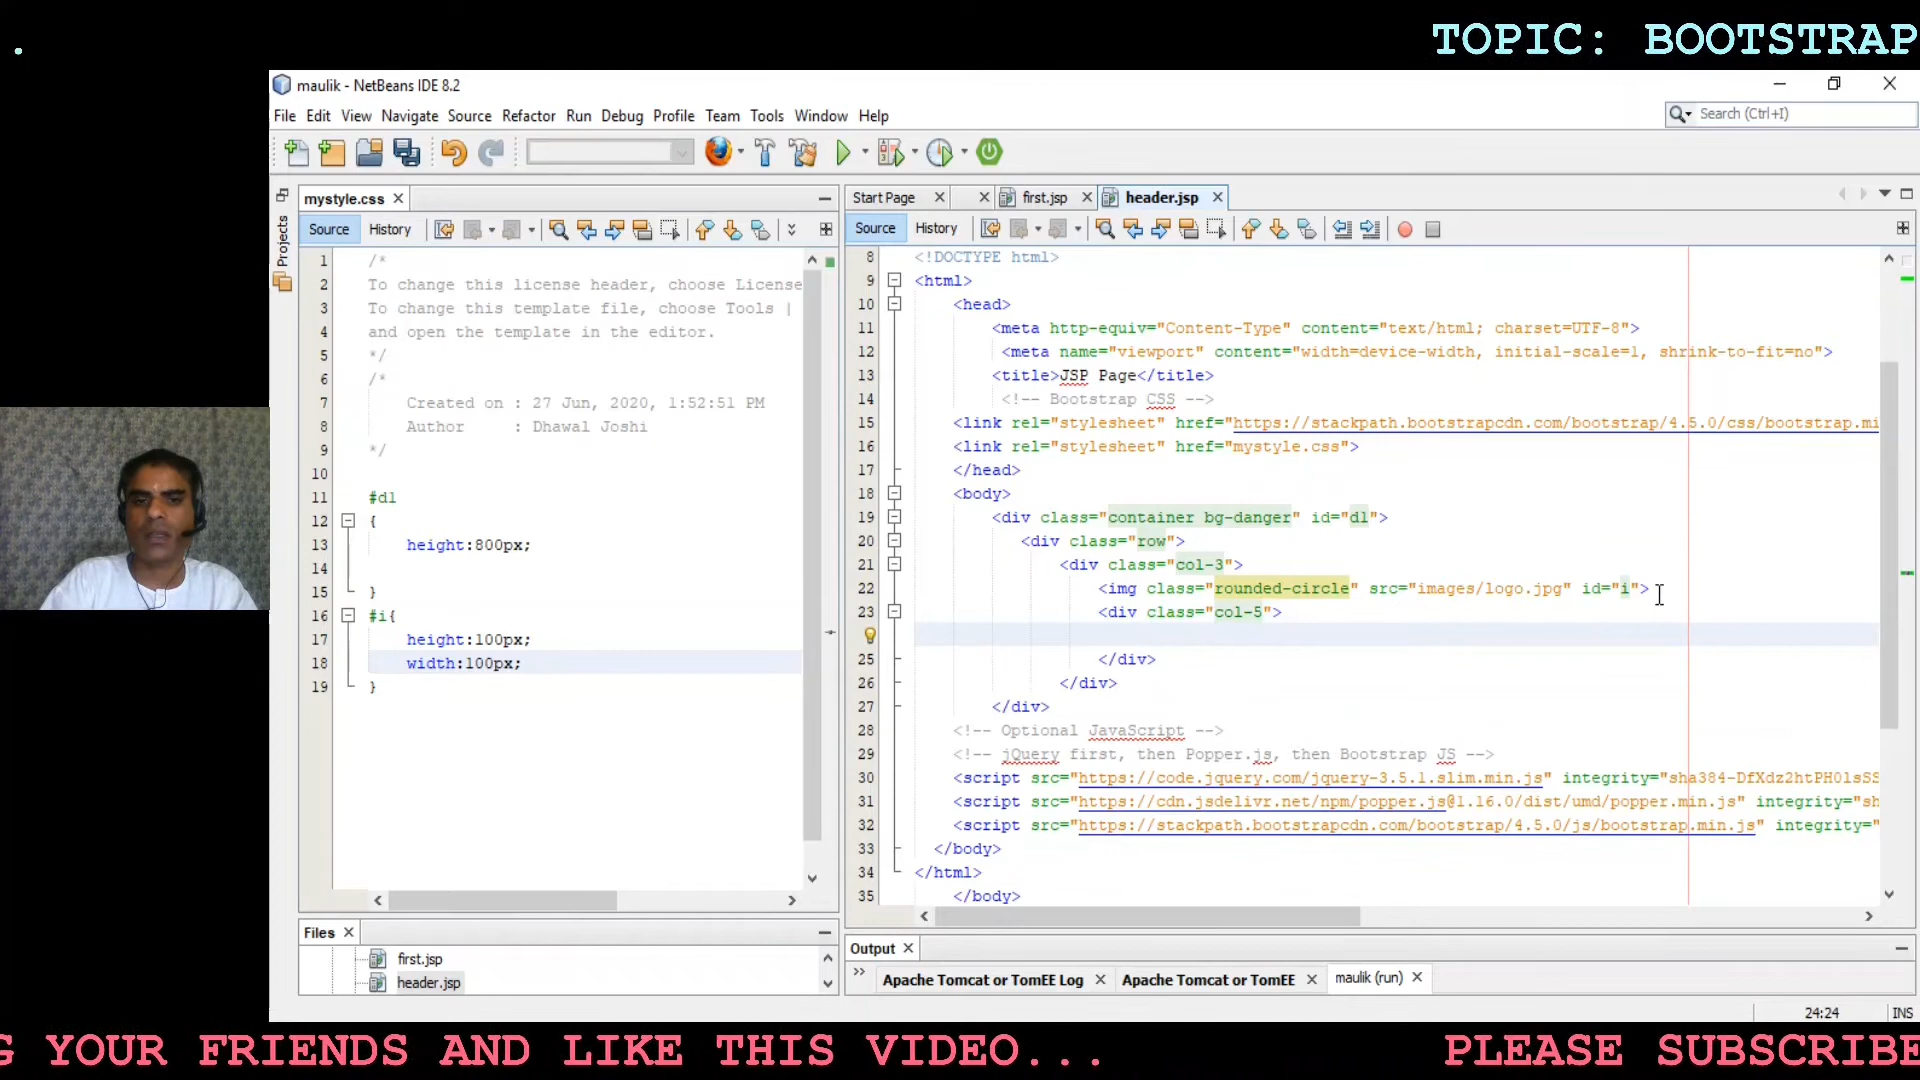 .
TOPIC: BOOTSTRAP
maulik - NetBeans IDE 8.2
File Edit View Navigate Source Refactor Run Debug Profile Team Tools Window Help
Search (Ctrl+I)
Projects
mystyle.css
Source History
1 /*
2 To change this license header, choose License
3 To change this template file, choose Tools |
4 and open the template in the editor.
5 */
6 /*
7 Created on : 27 Jun, 2020, 1:52:51 PM
8 Author : Dhawal Joshi
9 */
10
11 #d1
12 {
13 height:800px;
14
15 }
16 #i{
17 height:100px;
18 width:100px;
19 }
Files
first.jsp
header.jsp
Start Page first.jsp header.jsp
Source History
8 <!DOCTYPE html>
9 <html>
10 <head>
11 <meta http-equiv="Content-Type" content="text/html; charset=UTF-8">
12 <meta name="viewport" content="width=device-width, initial-scale=1, shrink-to-fit=no">
13 <title>JSP Page</title>
14 <!-- Bootstrap CSS -->
15 <link rel="stylesheet" href="https://stackpath.bootstrapcdn.com/bootstrap/4.5.0/css/bootstrap.mi
16 <link rel="stylesheet" href="mystyle.css">
17 </head>
18 <body>
19 <div class="container bg-danger" id="d1">
20 <div class="row">
21 <div class="col-3">
22 <img class="rounded-circle" src="images/logo.jpg" id="i">
23 <div class="col-5">
25 </div>
26 </div>
27 </div>
28 <!-- Optional JavaScript -->
29 <!-- jQuery first, then Popper.js, then Bootstrap JS -->
30 <script src="https://code.jquery.com/jquery-3.5.1.slim.min.js" integrity="sha384-DfXdz2htPH0lsSS
31 <script src="https://cdn.jsdelivr.net/npm/popper.js@1.16.0/dist/umd/popper.min.js" integrity="sh
32 <script src="https://stackpath.bootstrapcdn.com/bootstrap/4.5.0/js/bootstrap.min.js" integrity="
33 </body>
34 </html>
35 </body>
Output
Apache Tomcat or TomEE Log Apache Tomcat or TomEE maulik (run)
24:24 INS
G YOUR FRIENDS AND LIKE THIS VIDEO... PLEASE SUBSCRIBE